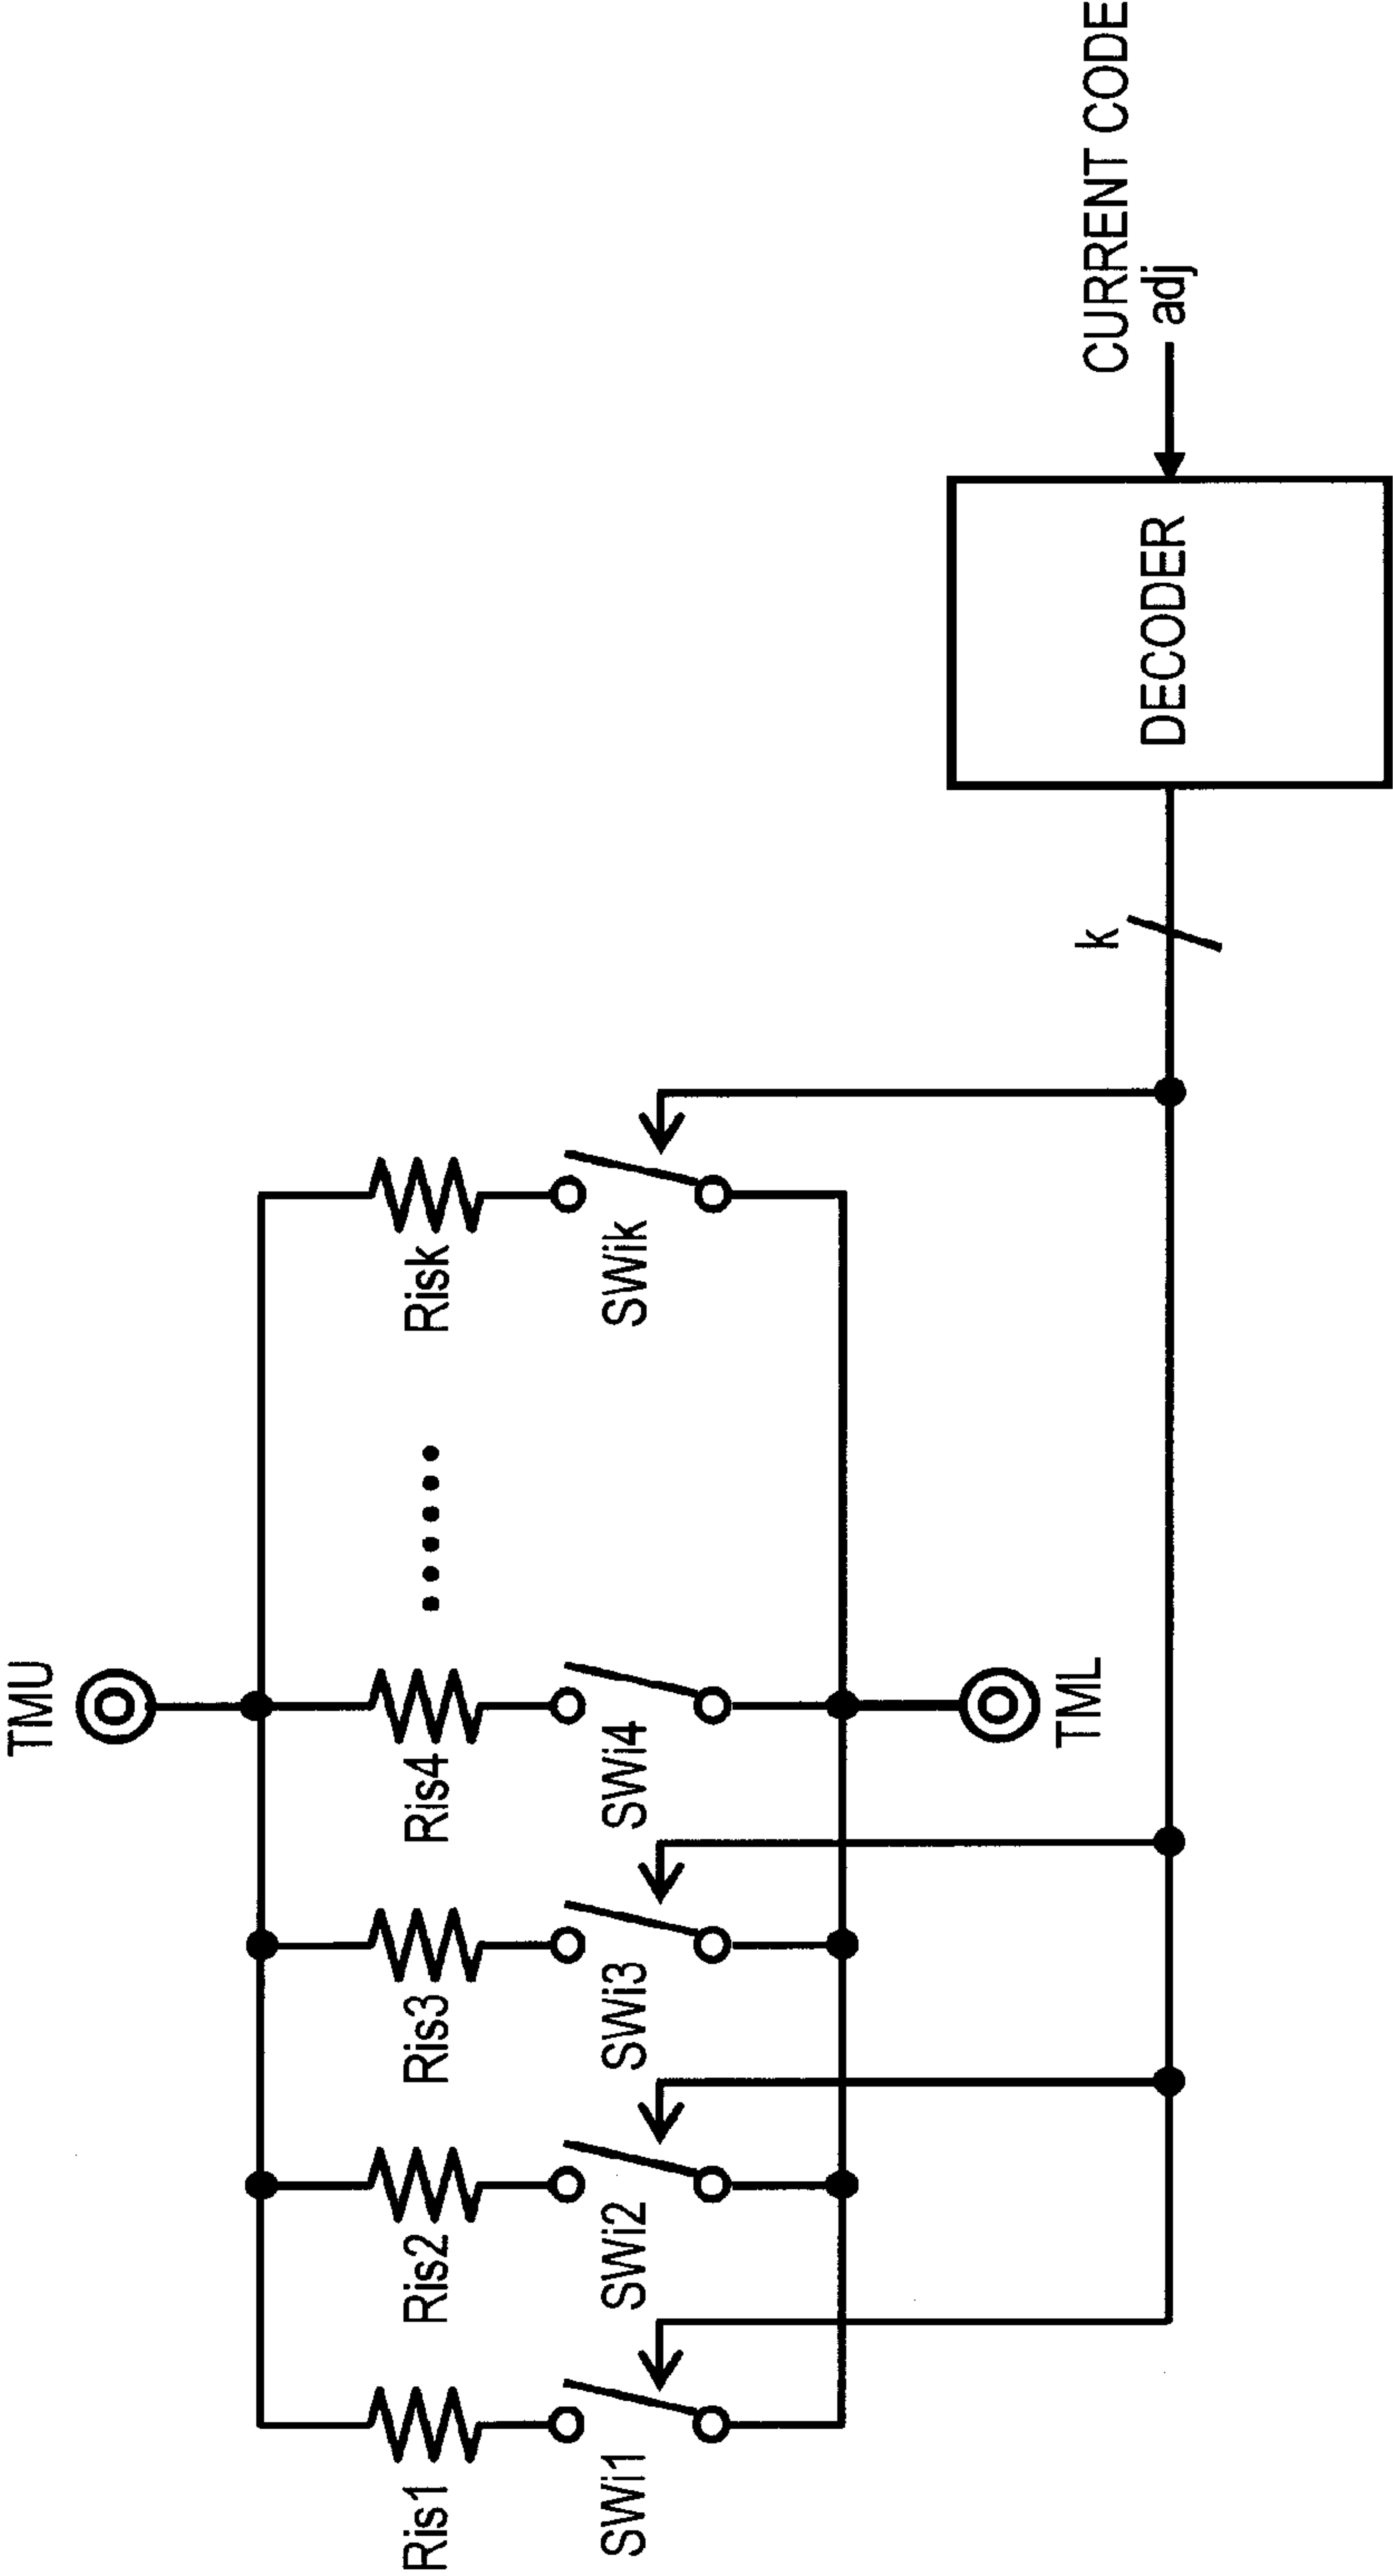 TMU
Ris1
Ris2
Ris3
Ris4
Risk
SWi1
SWi2
SWi3
SWi4
SWik
TML
k
DECODER
CURRENT CODE
adj